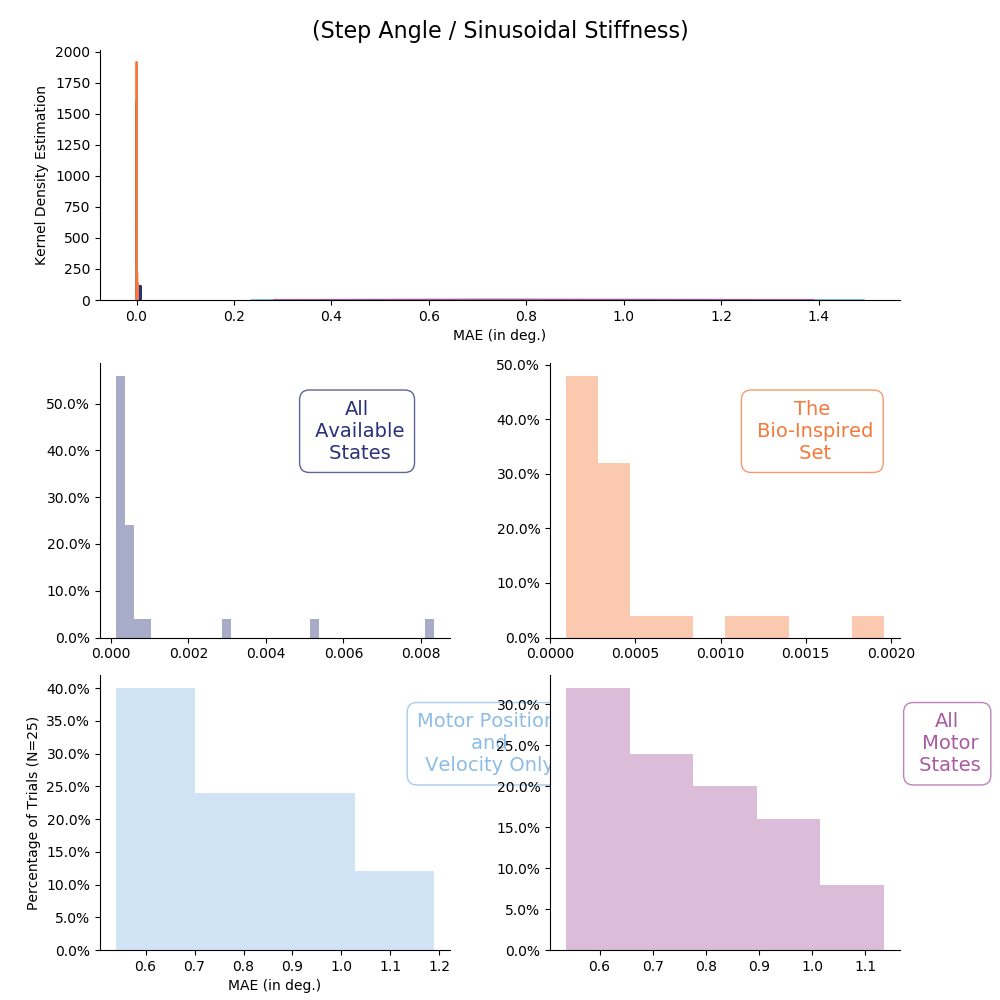 (Step Angle / Sinusoidal Stiffness)
Kernel Density Estimation
2000
1750
1500
1250
1000
750
500
250
0
0.0 0.2 0.4 0.6 0.8 1.0 1.2 1.4
MAE (in deg.)
50.0%
40.0%
30.0%
20.0%
10.0%
0.0%
0.000 0.002 0.004 0.006 0.008
All
Available
States
50.0%
40.0%
30.0%
20.0%
10.0%
0.0%
0.0000 0.0005 0.0010 0.0015 0.0020
The
Bio-Inspired
Set
Percentage of Trials (N=25)
40.0%
35.0%
30.0%
25.0%
20.0%
15.0%
10.0%
5.0%
0.0%
0.6 0.7 0.8 0.9 1.0 1.1 1.2
MAE (in deg.)
Motor Position
and
Velocity Only
30.0%
25.0%
20.0%
15.0%
10.0%
5.0%
0.0%
0.6 0.7 0.8 0.9 1.0 1.1
All
Motor
States